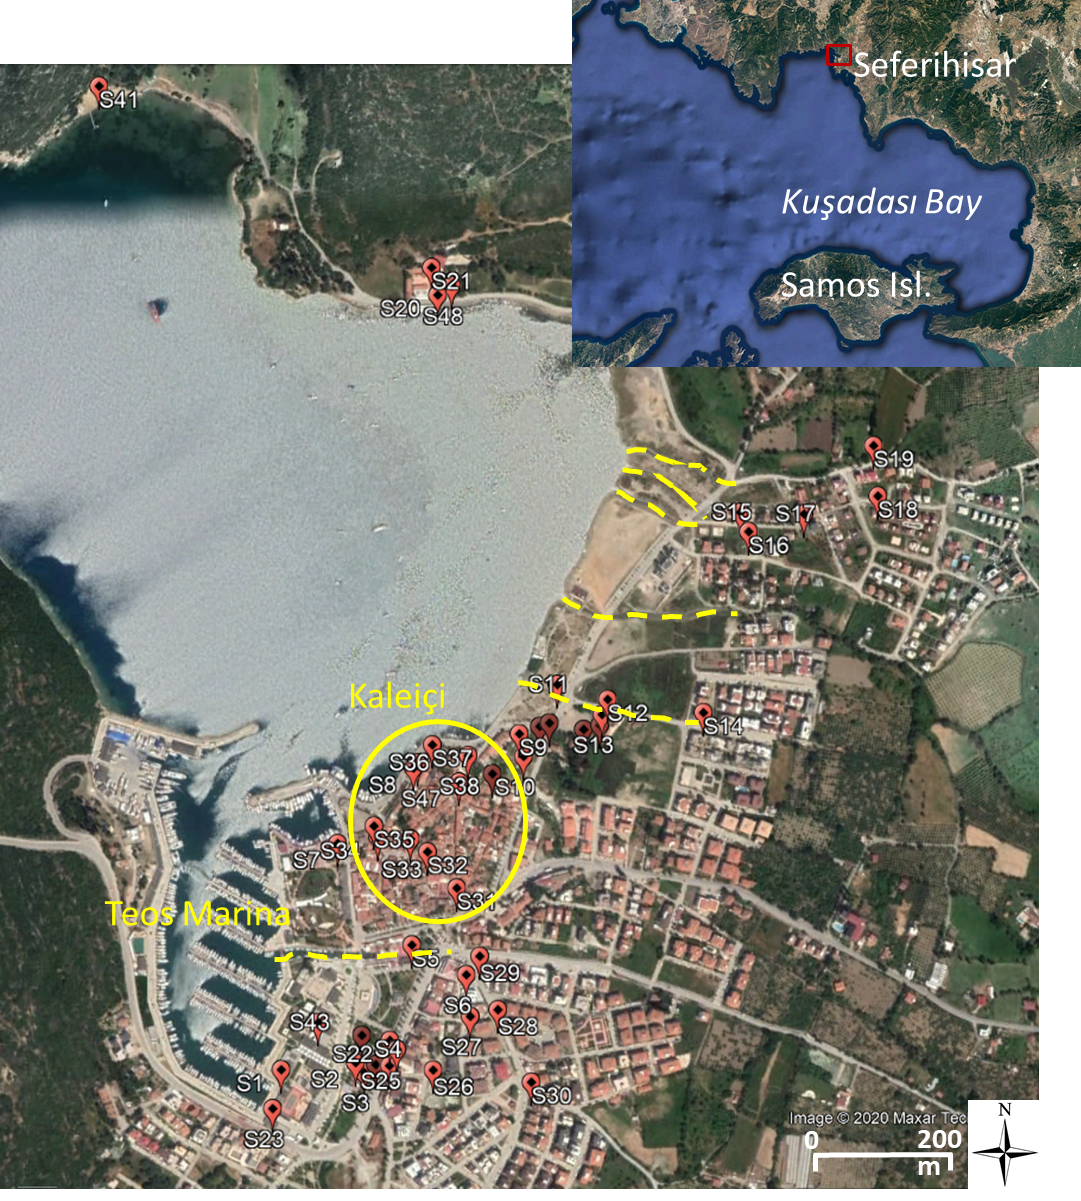 Seferihisar
Kuşadası Bay
Samos Isl.
S41
S21
S20
S48
S19
S18
S15
S17
S16
S11
S12
S14
S13
S9
Kaleiçi
S36
S37
S8
S38
S10
S47
S35
S34
S7
S33
S32
S31
Teos Marina
S5
S29
S6
S28
S27
S43
S4
S22
S1
S2
S25
S26
S3
S30
S23
Image © 2020 Maxar Tec
0
200
m
N